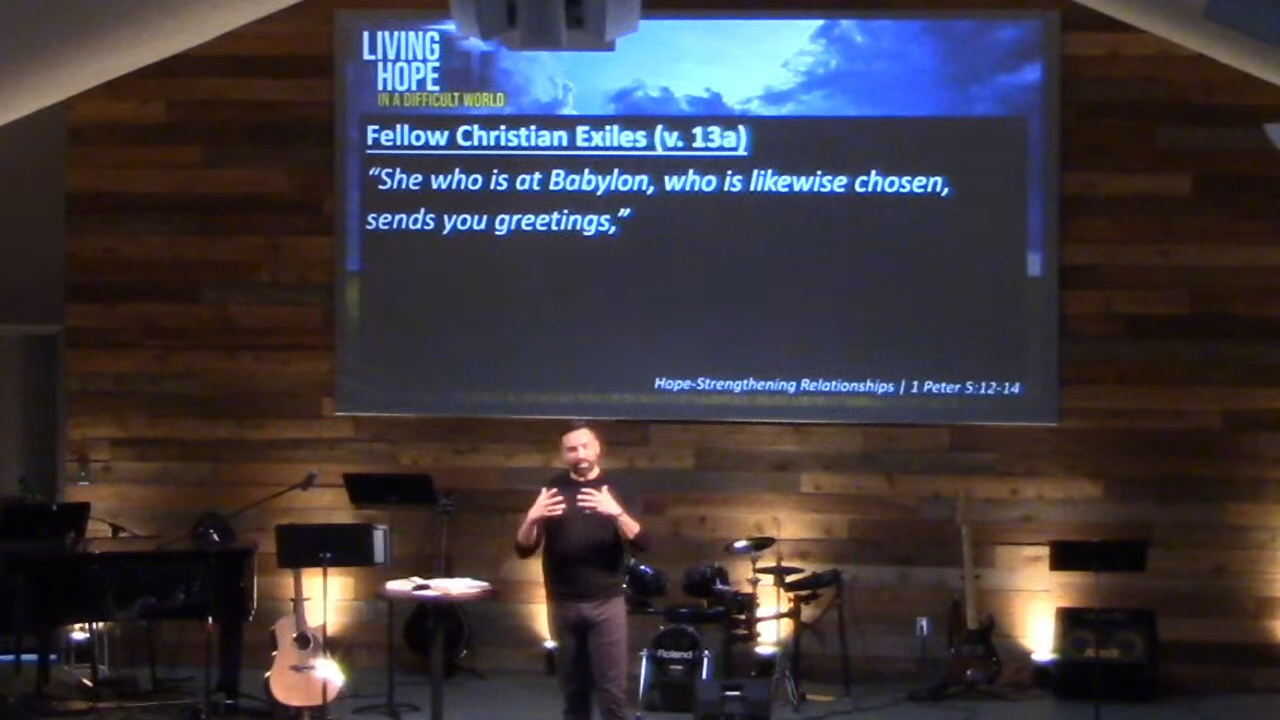 LIVING
HOPE
IN A DIFFICULT WORLD
Fellow Christian Exiles (v. 13a)
“She who is at Babylon, who is likewise chosen,
sends you greetings,”
Hope-Strengthening Relationships | 1 Peter 5:12-14
Roland